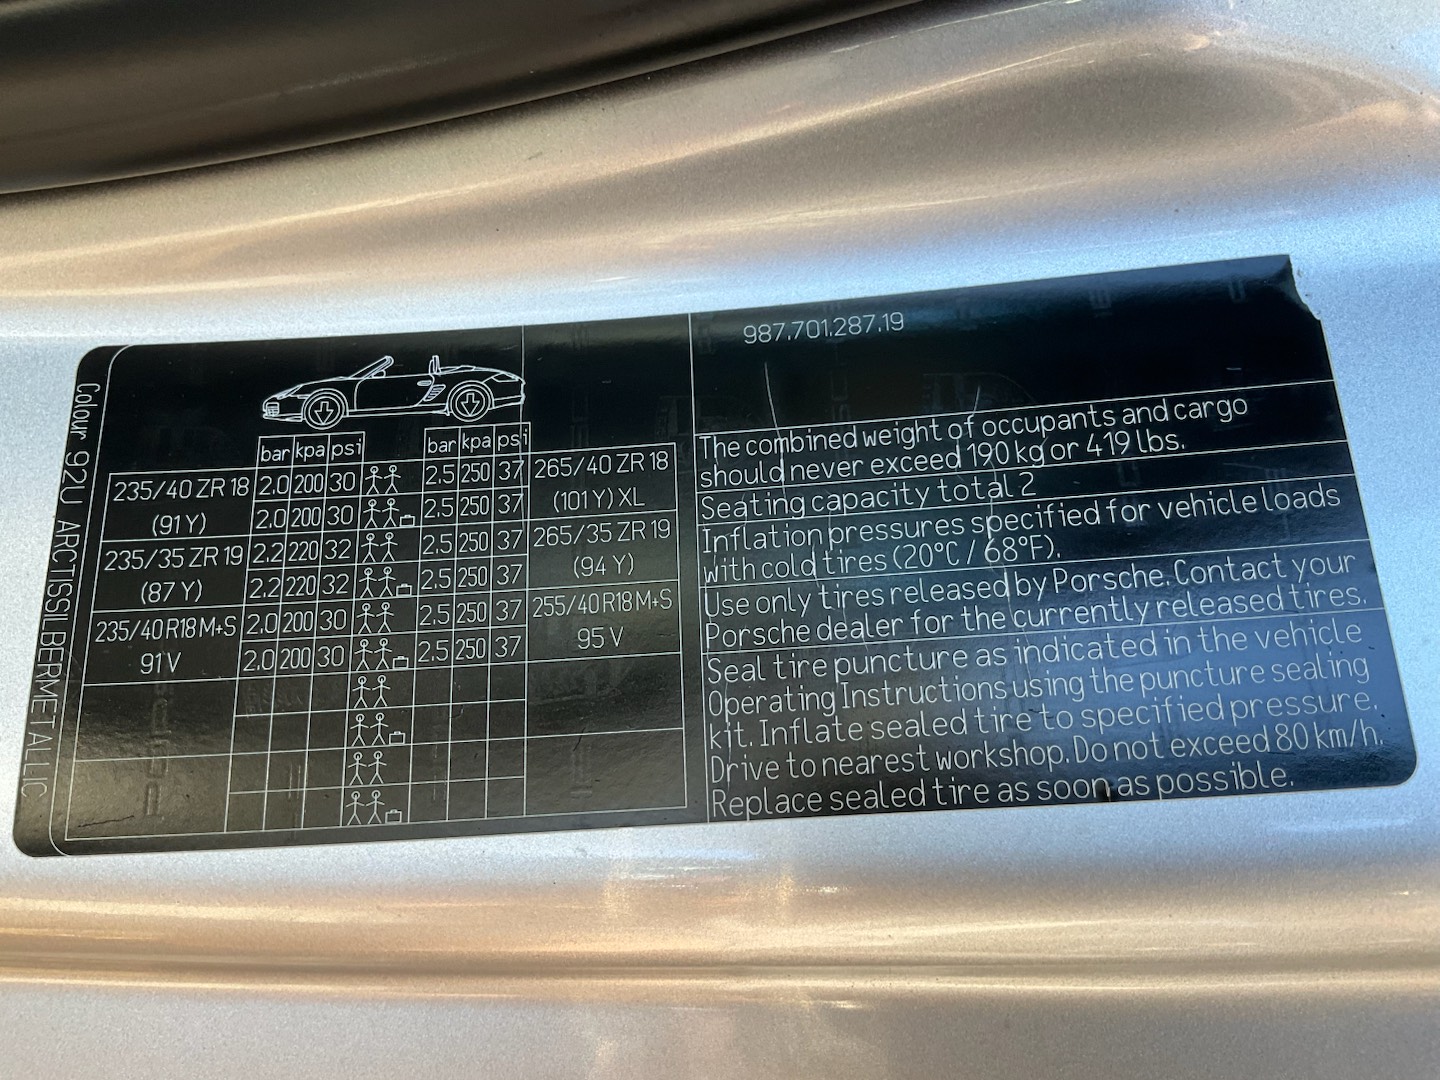 Colour 92U ARCTISSILBERMETALLIC
987.701.287.19
bar kpa psi bar kpa psi
235/40 ZR 18 2.0 200 30 2.5 250 37 265/40 ZR 18
(91 Y) 2.0 200 30 2.5 250 37 (101 Y) XL
235/35 ZR 19 2.2 220 32 2.5 250 37 265/35 ZR 19
(87 Y) 2.2 220 32 2.5 250 37 (94 Y)
235/40 R18 M+S 2.0 200 30 2.5 250 37 255/40 R18 M+S
91 V 2.0 200 30 2.5 250 37 95 V
The combined weight of occupants and cargo
should never exceed 190 kg or 419 lbs.
Seating capacity total 2
Inflation pressures specified for vehicle loads
with cold tires (20°C / 68°F).
Use only tires released by Porsche. Contact your
Porsche dealer for the currently released tires.
Seal tire puncture as indicated in the vehicle
Operating Instructions using the puncture sealing
kit. Inflate sealed tire to specified pressure.
Drive to nearest workshop. Do not exceed 80 km/h.
Replace sealed tire as soon as possible.